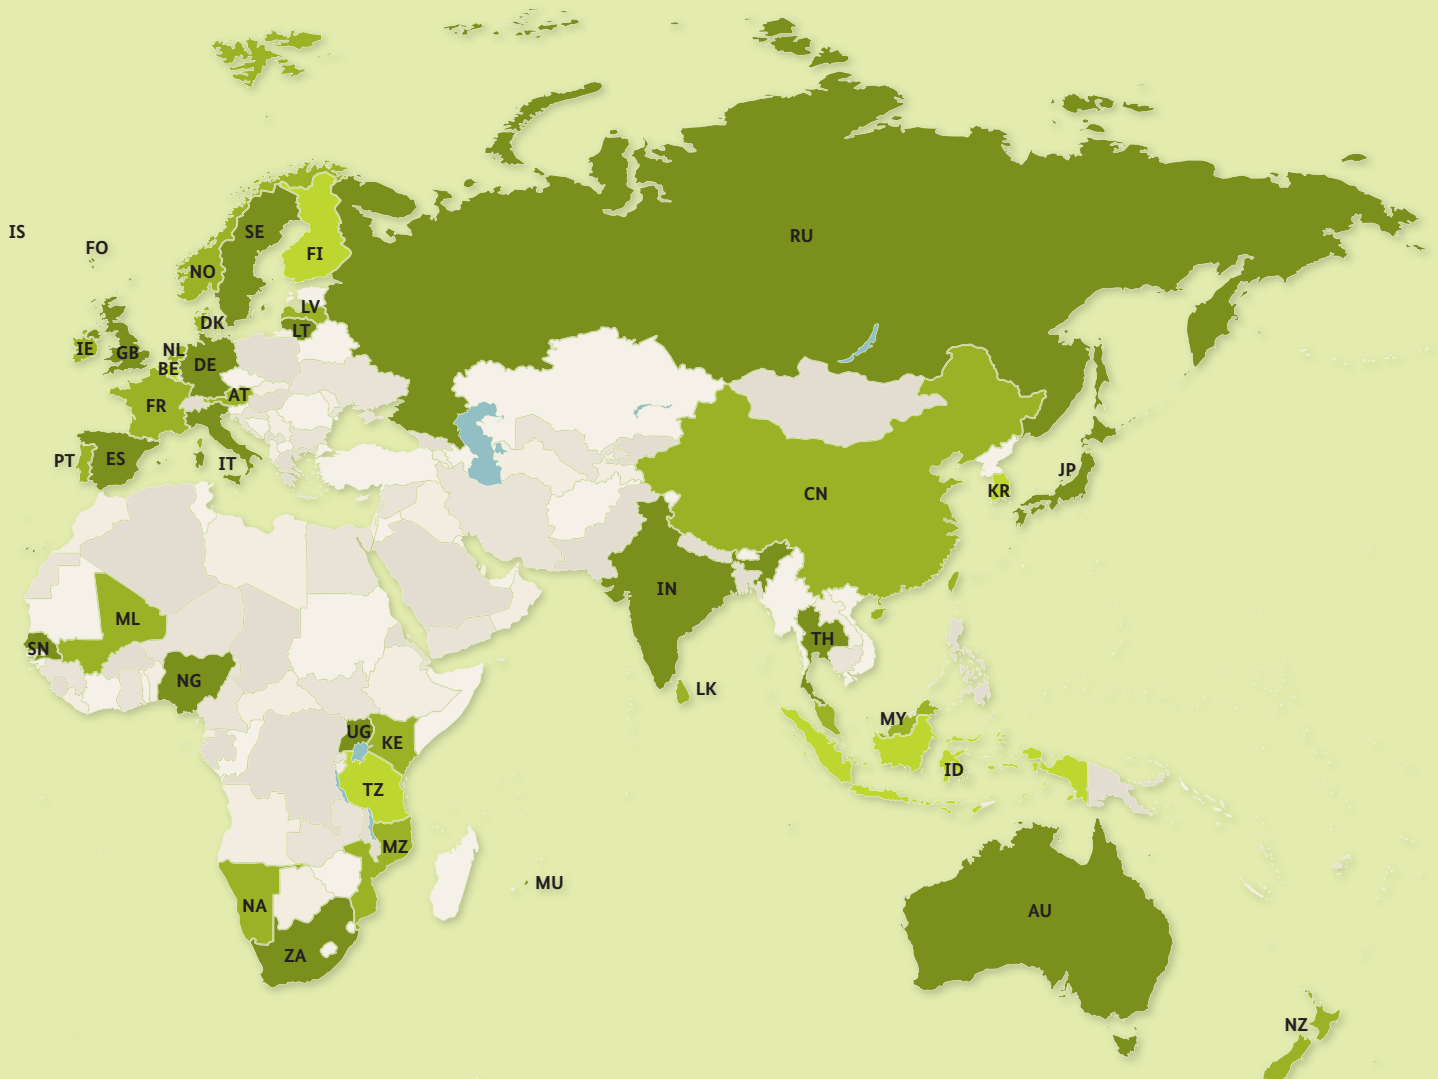 IS
FO
SE
RU
FI
NO
LV
DK
LT
IE
GB
NL
BE
DE
AT
FR
PT
ES
IT
JP
KR
CN
IN
ML
TH
SN
NG
LK
MY
UG
KE
ID
TZ
MZ
MU
NA
AU
ZA
NZ